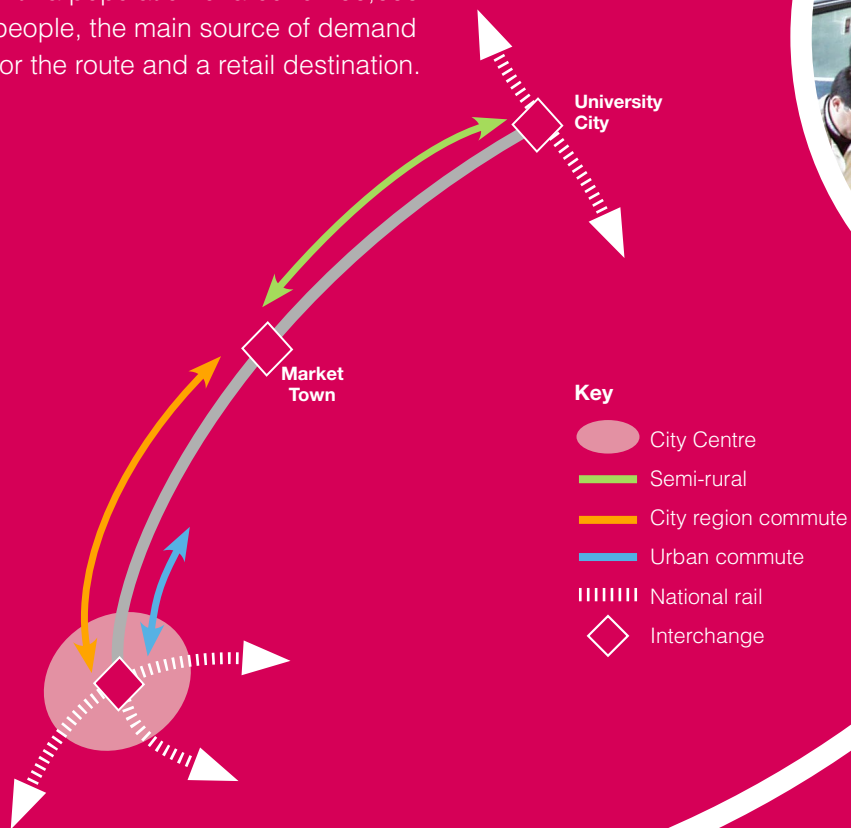 people, the main source of demand
or the route and a retail destination.
University
City
Market
Town
Key
City Centre
Semi-rural
City region commute
Urban commute
National rail
Interchange